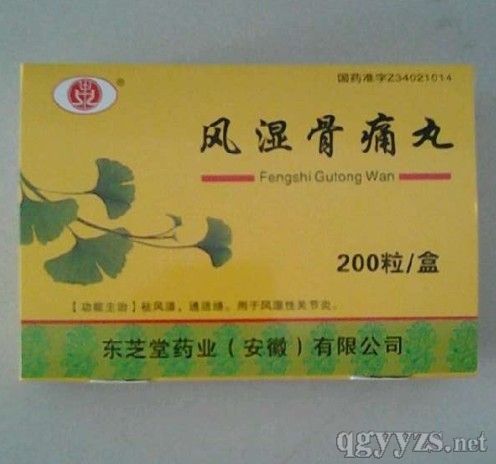 ®
国药准字Z34021014
风湿骨痛丸
Fengshi Gutong Wan
200粒/盒
【功能主治】祛风湿,通经络。用于风湿性关节炎。
东芝堂药业(安徽)有限公司
qgyyzs.net